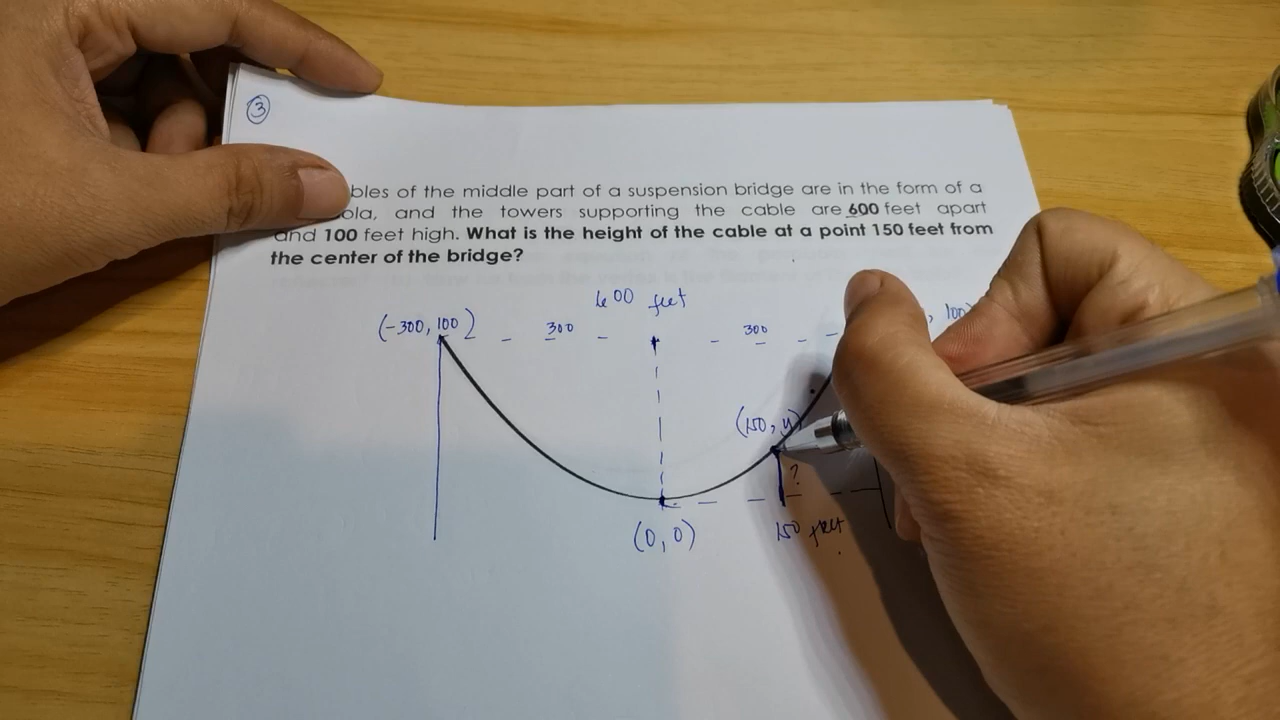 3
bles of the middle part of a suspension bridge are in the form of a
ola, and the towers supporting the cable are 600 feet apart
and 100 feet high. What is the height of the cable at a point 150 feet from
the center of the bridge?
600 feet
(-300, 100) 300 300 , 100)
(150, y)
?
(0, 0) 150 feet